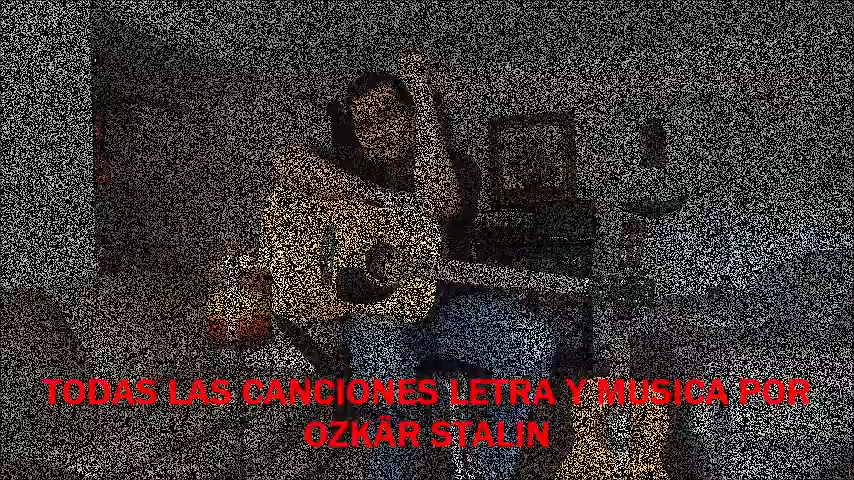 TODAS LAS CANCIONES LETRA Y MUSICA POR
OZKÄR STALIN